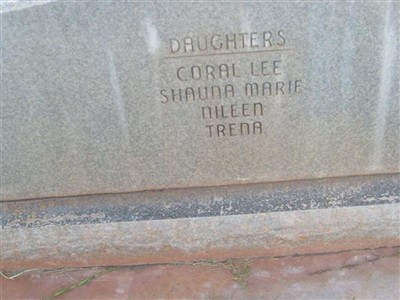 DAUGHTERS
CORAL LEE
SHAUNA MARIE
NILEEN
TRENA